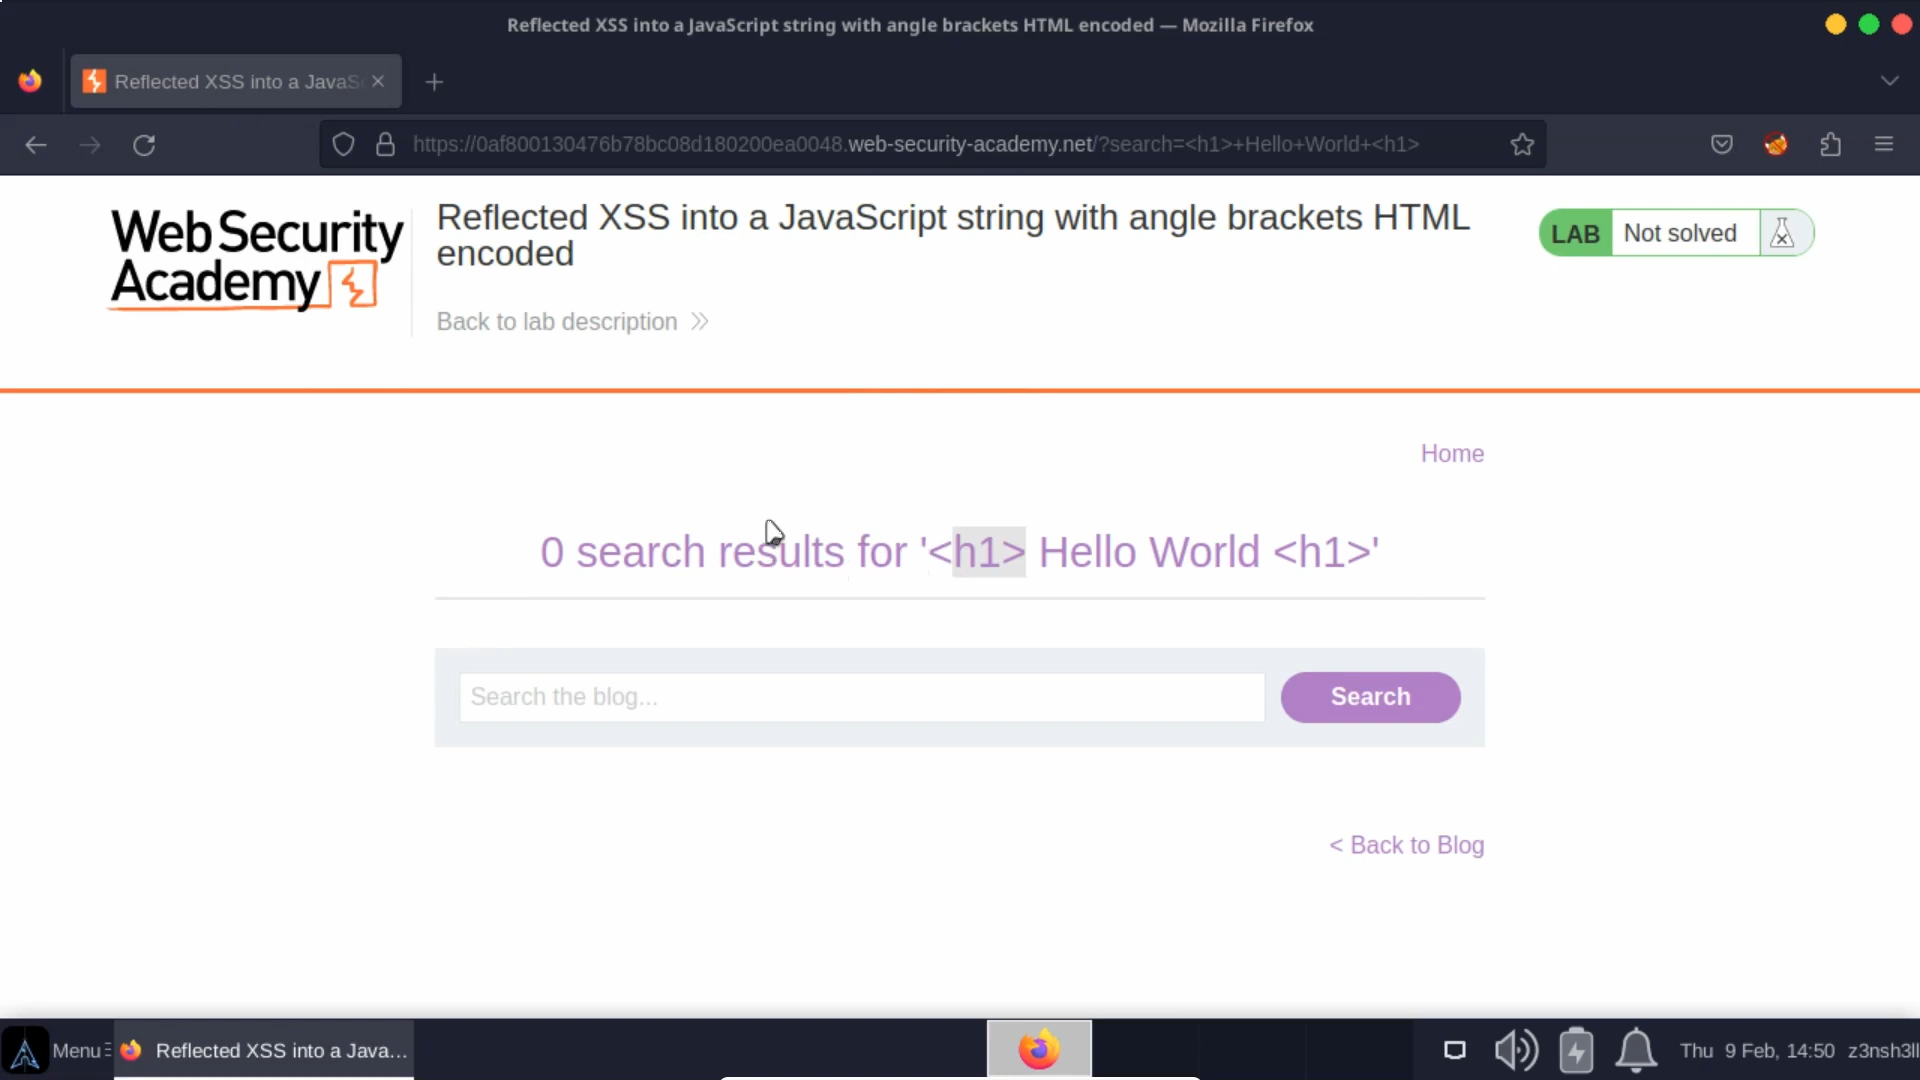 Reflected XSS into a JavaScript string with angle brackets HTML encoded — Mozilla Firefox
Reflected XSS into a JavaS
https://0af800130476b78bc08d180200ea0048.web-security-academy.net/?search=<h1>+Hello+World+<h1>
Web Security
Academy
Reflected XSS into a JavaScript string with angle brackets HTML
encoded
LAB Not solved
Back to lab description
Home
0 search results for '<h1> Hello World <h1>'
Search the blog...
Search
< Back to Blog
Menu
Reflected XSS into a Java...
Thu 9 Feb, 14:50 z3nsh3ll